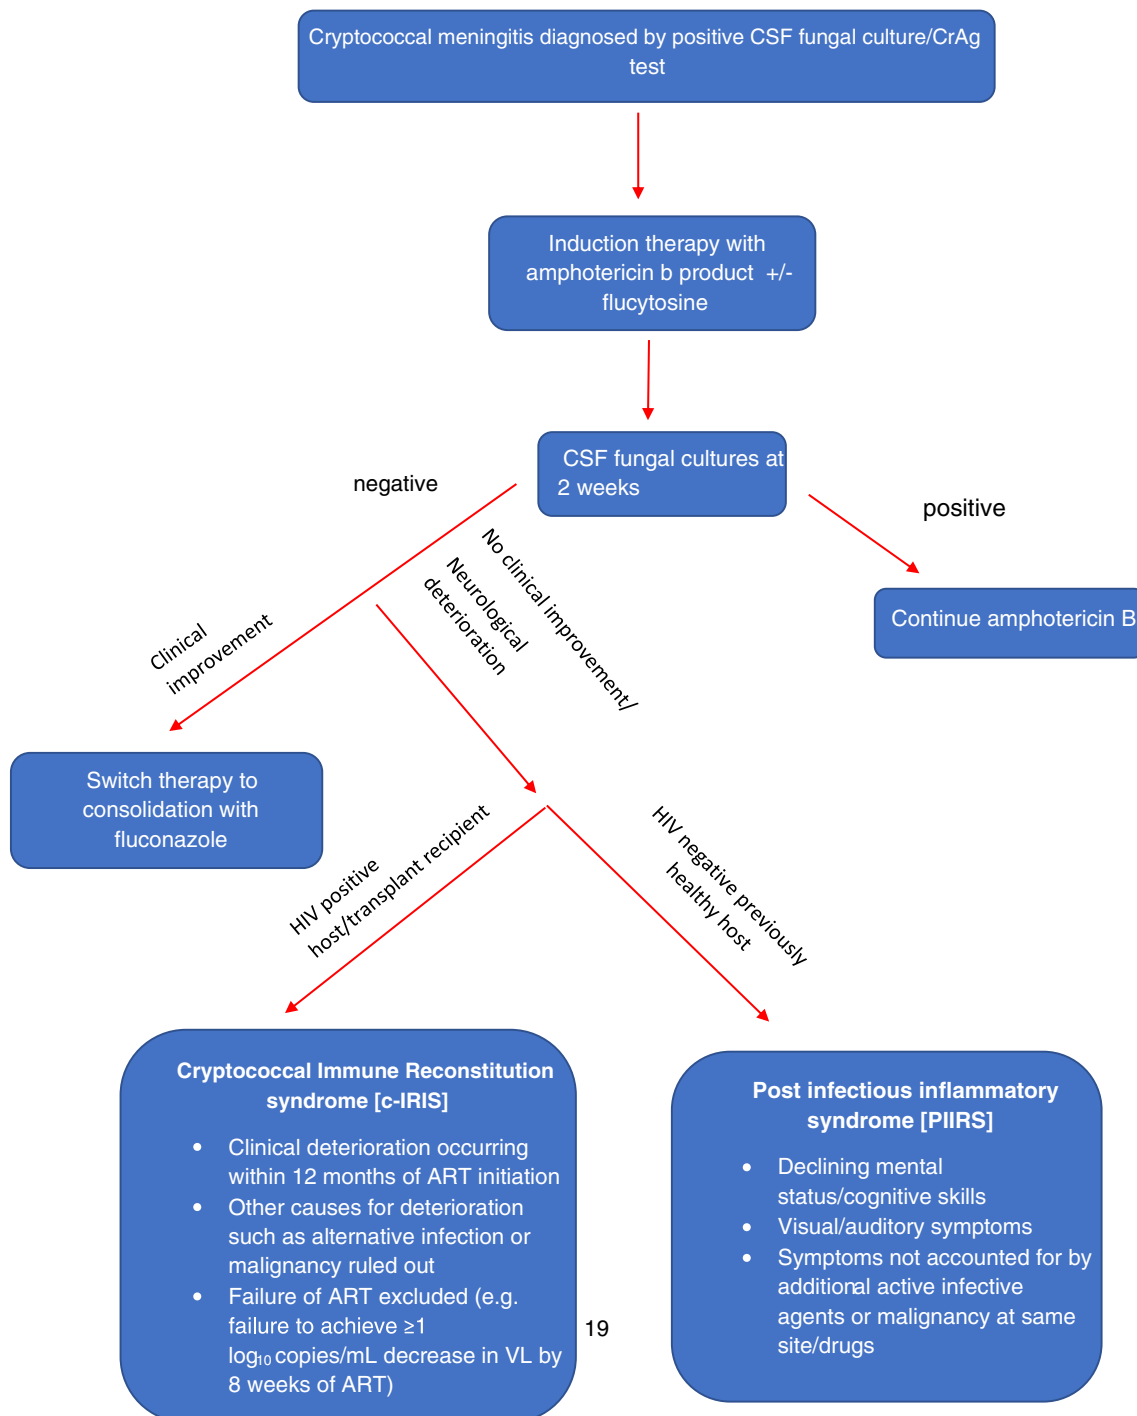 Cryptococcal meningitis diagnosed by positive CSF fungal culture/CrAg
test
Induction therapy with
amphotericin b product +/-
flucytosine
CSF fungal cultures at
2 weeks
negative
positive
Continue amphotericin B
Clinical
improvement
No clinical improvement/
Neurological
deterioration
Switch therapy to
consolidation with
fluconazole
HIV positive
host/transplant recipient
HIV negative previously
healthy host
Cryptococcal Immune Reconstitution
syndrome [c-IRIS]
• Clinical deterioration occurring
within 12 months of ART initiation
• Other causes for deterioration
such as alternative infection or
malignancy ruled out
• Failure of ART excluded (e.g.
failure to achieve ≥1
log₁₀ copies/mL decrease in VL by
8 weeks of ART)
19
Post infectious inflammatory
syndrome [PIIRS]
• Declining mental
status/cognitive skills
• Visual/auditory symptoms
• Symptoms not accounted for by
additional active infective
agents or malignancy at same
site/drugs